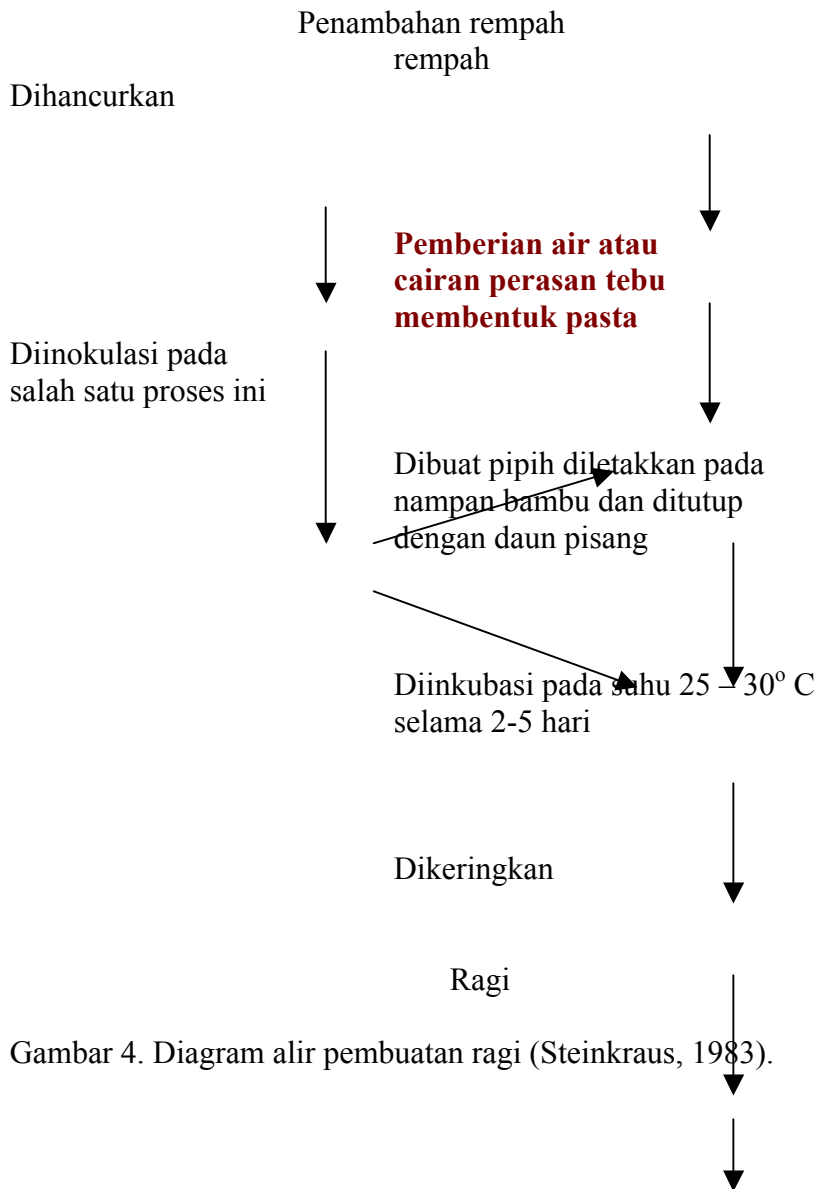 Penambahan rempah
rempah
Dihancurkan
Pemberian air atau
cairan perasan tebu
membentuk pasta
Diinokulasi pada
salah satu proses ini
Dibuat pipih diletakkan pada
nampan bambu dan ditutup
dengan daun pisang
Diinkubasi pada suhu 25 – 30º C
selama 2-5 hari
Dikeringkan
Ragi
Gambar 4. Diagram alir pembuatan ragi (Steinkraus, 1983).